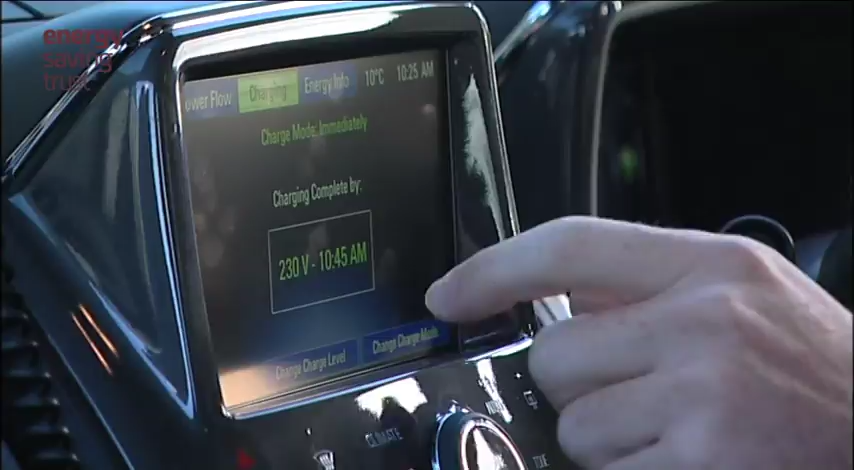 energy
saving
trust
ower Flow Charging Energy Info 10°C 10:25 AM
Charge Mode: Immediately
Charging Complete by:
230 V - 10:45 AM
Change Charge Level Change Charge Mode
CLIMATE
TUNE